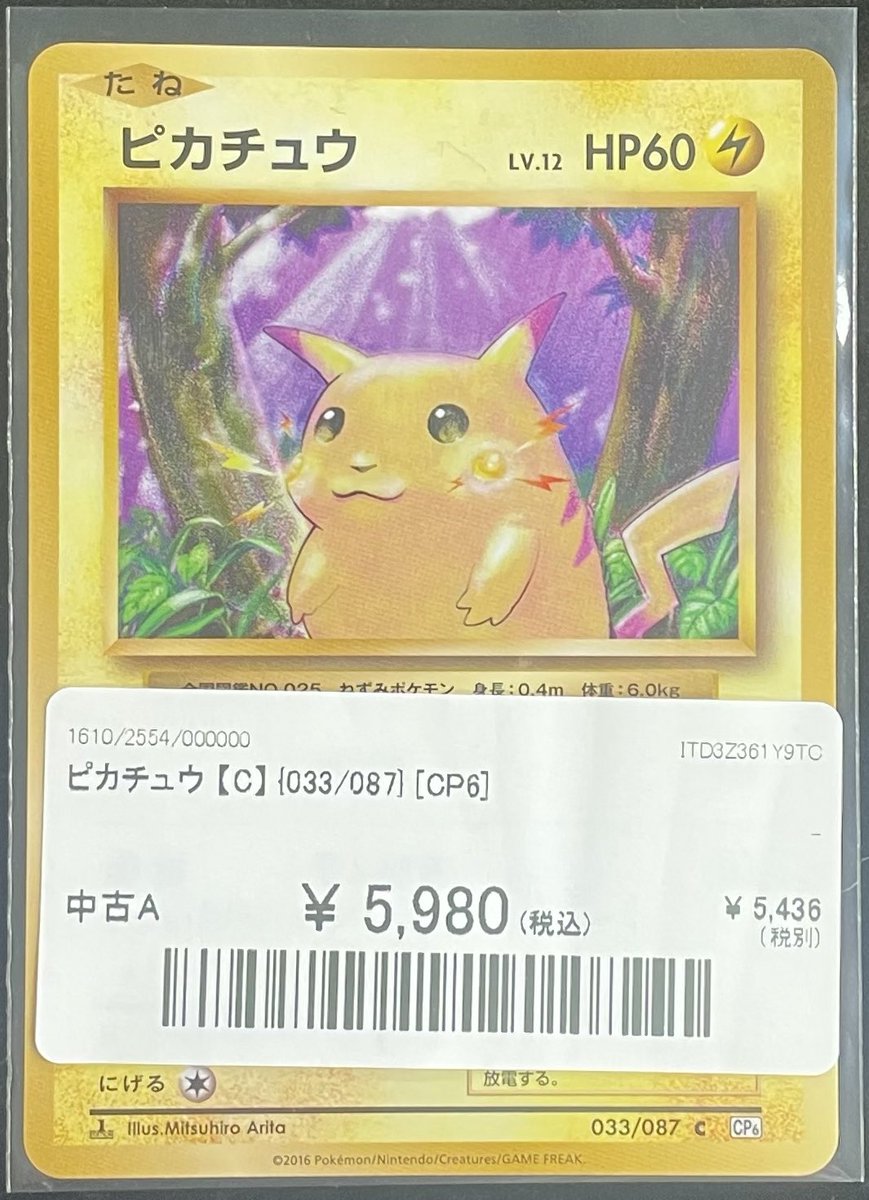 たね
ピカチュウ LV.12 HP60
全国図鑑NO.025 ねずみポケモン 身長:0.4m 体重:6.0kg
1610/2554/000000 ITD3Z361Y9TC
ピカチュウ【C】{033/087}[CP6]
-
中古A ¥ 5,980(税込) ¥ 5,436
(税別)
にげる 放電する。
1 Illus.Mitsuhiro Arita 033/087 C CP6
©2016 Pokémon/Nintendo/Creatures/GAME FREAK.